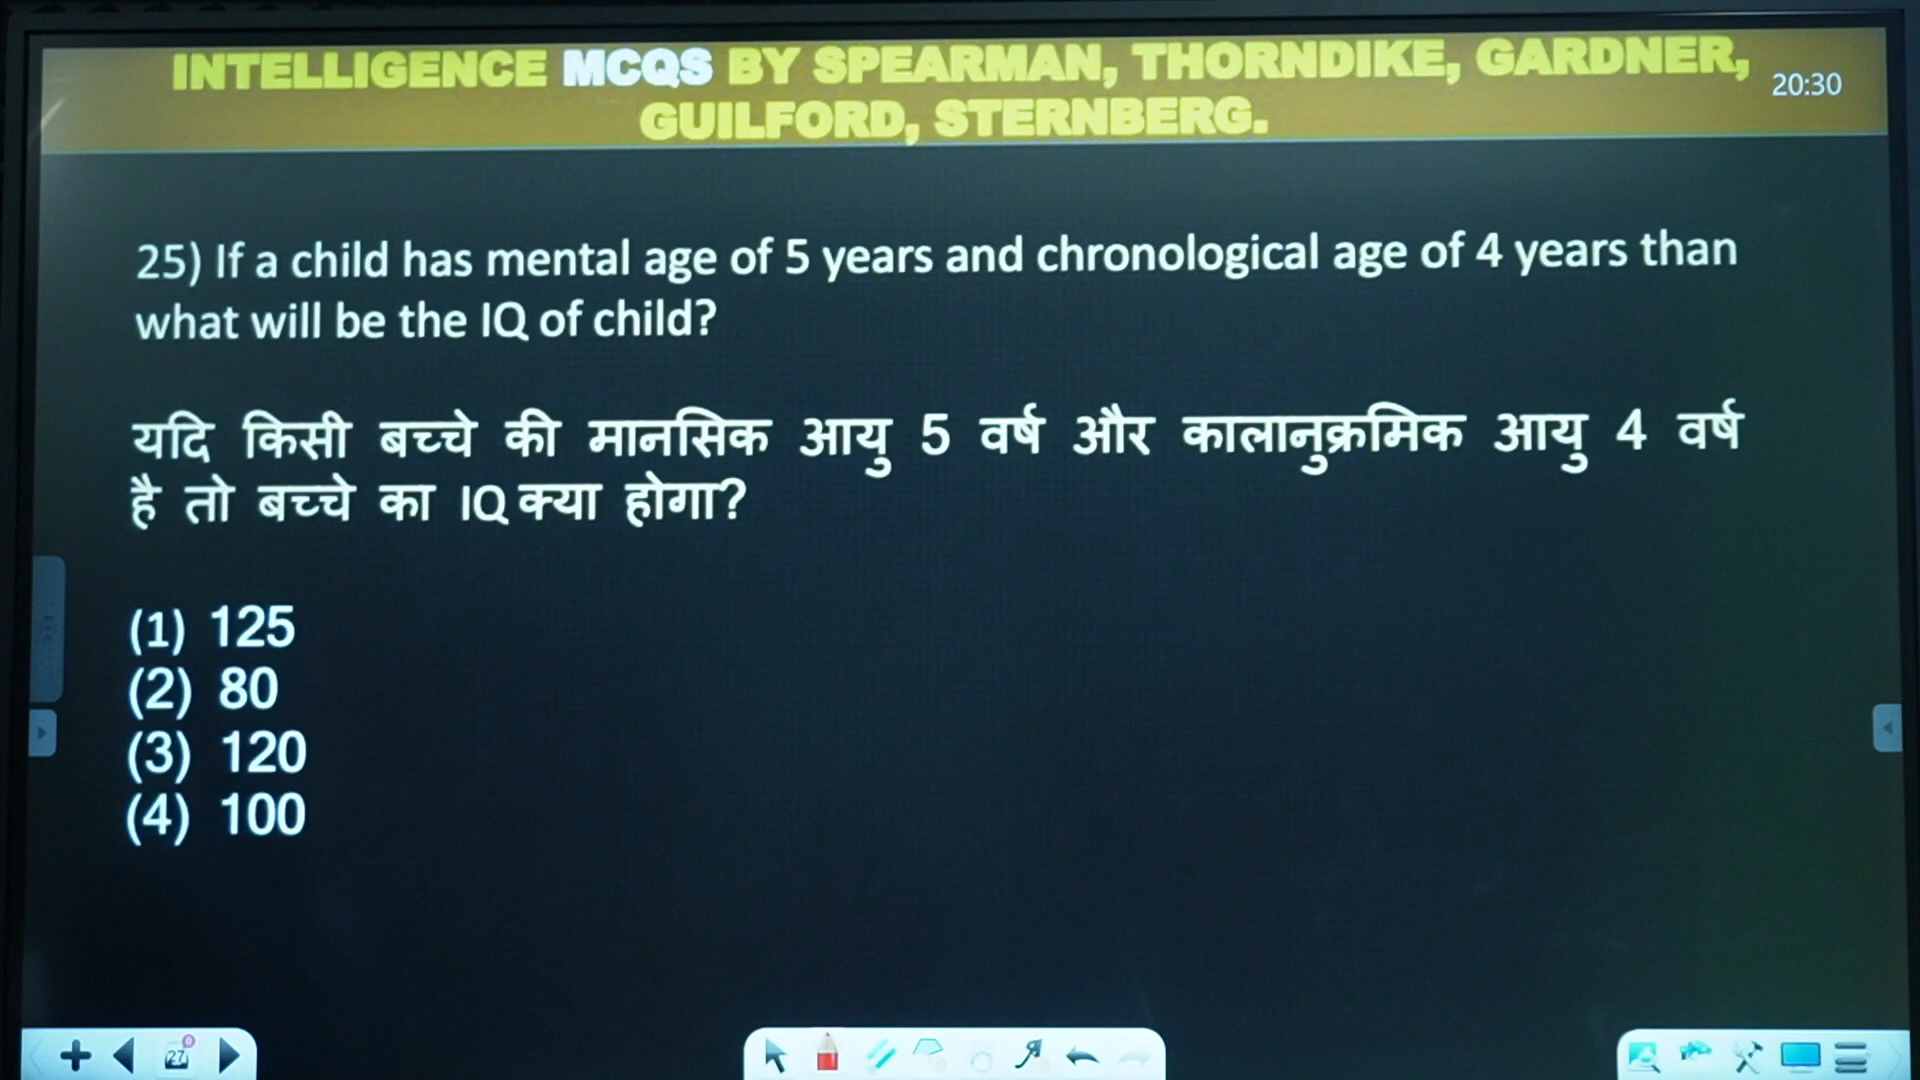 INTELLIGENCE MCQS BY SPEARMAN, THORNDIKE, GARDNER,
GUILFORD, STERNBERG.
20:30
25) If a child has mental age of 5 years and chronological age of 4 years than
what will be the IQ of child?
यदि किसी बच्चे की मानसिक आयु 5 वर्ष और कालानुक्रमिक आयु 4 वर्ष
है तो बच्चे का IQ क्या होगा?
(1) 125
(2) 80
(3) 120
(4) 100
0
27